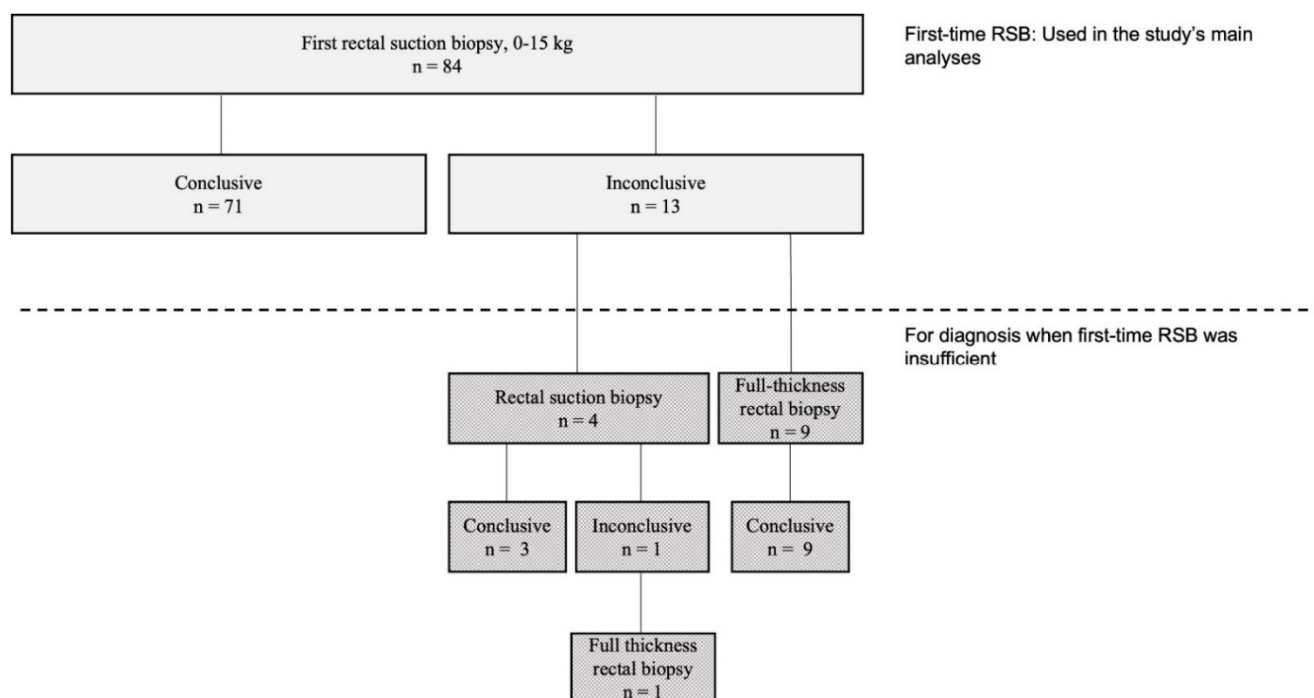 First rectal suction biopsy, 0-15 kg
n = 84
First-time RSB: Used in the study's main
analyses
Conclusive
n = 71
Inconclusive
n = 13
For diagnosis when first-time RSB was
insufficient
Rectal suction biopsy
n = 4
Full-thickness
rectal biopsy
n = 9
Conclusive
n = 3
Inconclusive
n = 1
Conclusive
n = 9
Full thickness
rectal biopsy
n = 1